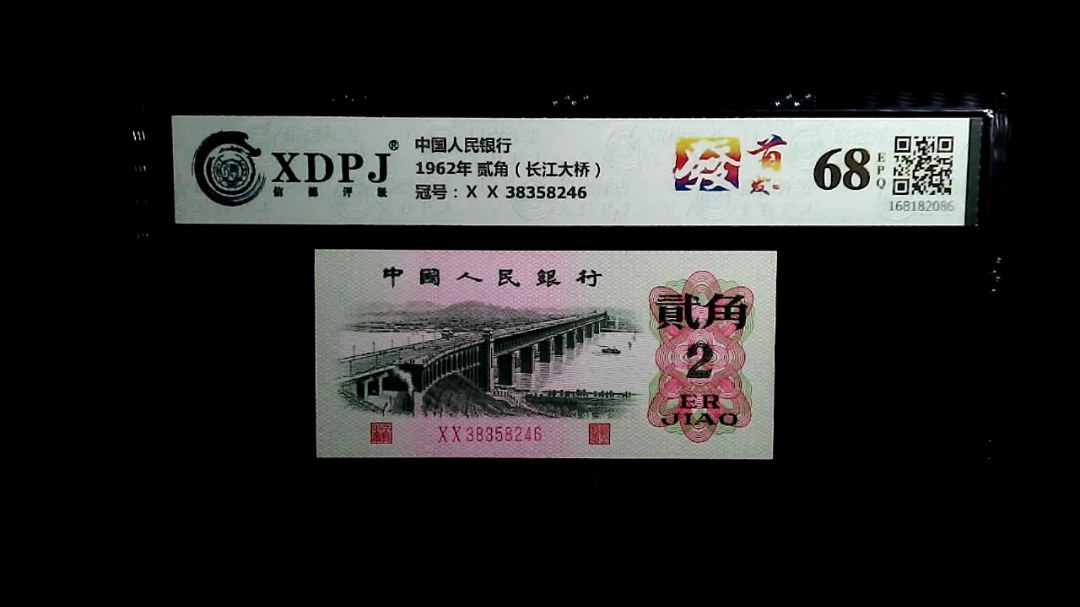 XDPJ®
信德评级
中国人民银行
1962年 贰角（长江大桥）
冠号：X X 38358246
發
首发
68
EPQ
168182086
中國人民銀行
貳角
2
ER
JIAO
XX38358246